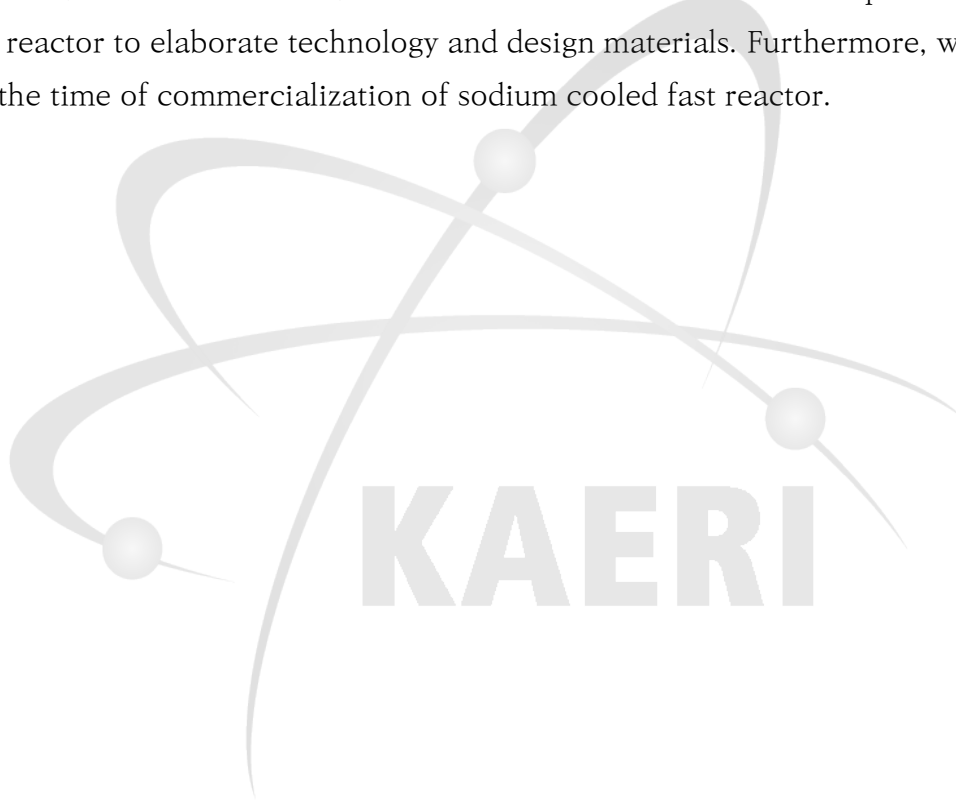 reactor to elaborate technology and design materials. Furthermore,
the time of commercialization of sodium cooled fast reactor.
KAERI